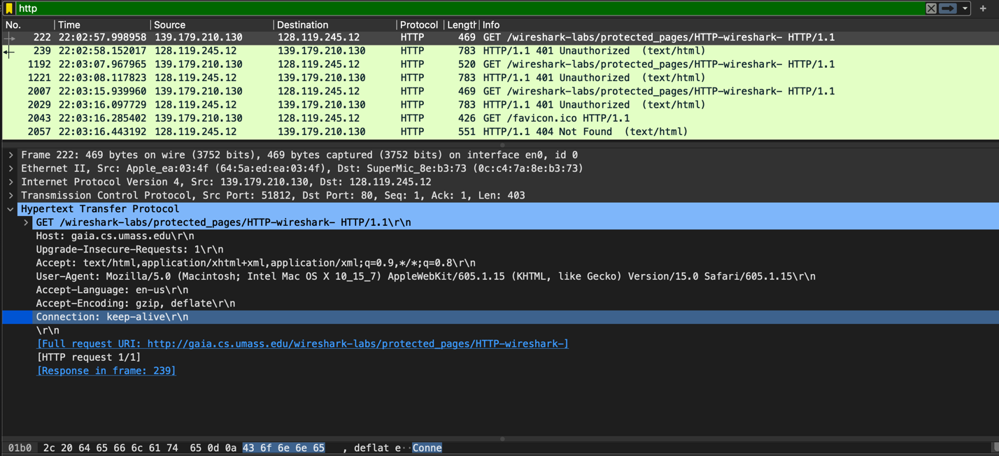 http
No. Time Source Destination Protocol Length Info
222 22:02:57.998958 139.179.210.130 128.119.245.12 HTTP 469 GET /wireshark-labs/protected_pages/HTTP-wireshark- HTTP/1.1
239 22:02:58.152017 128.119.245.12 139.179.210.130 HTTP 783 HTTP/1.1 401 Unauthorized (text/html)
1192 22:03:07.967965 139.179.210.130 128.119.245.12 HTTP 520 GET /wireshark-labs/protected_pages/HTTP-wireshark- HTTP/1.1
1221 22:03:08.117823 128.119.245.12 139.179.210.130 HTTP 783 HTTP/1.1 401 Unauthorized (text/html)
2007 22:03:15.939960 139.179.210.130 128.119.245.12 HTTP 469 GET /wireshark-labs/protected_pages/HTTP-wireshark- HTTP/1.1
2029 22:03:16.097729 128.119.245.12 139.179.210.130 HTTP 783 HTTP/1.1 401 Unauthorized (text/html)
2043 22:03:16.285402 139.179.210.130 128.119.245.12 HTTP 426 GET /favicon.ico HTTP/1.1
2057 22:03:16.443192 128.119.245.12 139.179.210.130 HTTP 551 HTTP/1.1 404 Not Found (text/html)
Frame 222: 469 bytes on wire (3752 bits), 469 bytes captured (3752 bits) on interface en0, id 0
Ethernet II, Src: Apple_ea:03:4f (64:5a:ed:ea:03:4f), Dst: SuperMic_8e:b3:73 (0c:c4:7a:8e:b3:73)
Internet Protocol Version 4, Src: 139.179.210.130, Dst: 128.119.245.12
Transmission Control Protocol, Src Port: 51812, Dst Port: 80, Seq: 1, Ack: 1, Len: 403
Hypertext Transfer Protocol
GET /wireshark-labs/protected_pages/HTTP-wireshark- HTTP/1.1\r\n
Host: gaia.cs.umass.edu\r\n
Upgrade-Insecure-Requests: 1\r\n
Accept: text/html,application/xhtml+xml,application/xml;q=0.9,*/*;q=0.8\r\n
User-Agent: Mozilla/5.0 (Macintosh; Intel Mac OS X 10_15_7) AppleWebKit/605.1.15 (KHTML, like Gecko) Version/15.0 Safari/605.1.15\r\n
Accept-Language: en-us\r\n
Accept-Encoding: gzip, deflate\r\n
Connection: keep-alive\r\n
\r\n
[Full request URI: http://gaia.cs.umass.edu/wireshark-labs/protected_pages/HTTP-wireshark-]
[HTTP request 1/1]
[Response in frame: 239]
01b0 2c 20 64 65 66 6c 61 74 65 0d 0a 43 6f 6e 6e 65 , deflat e··Conne